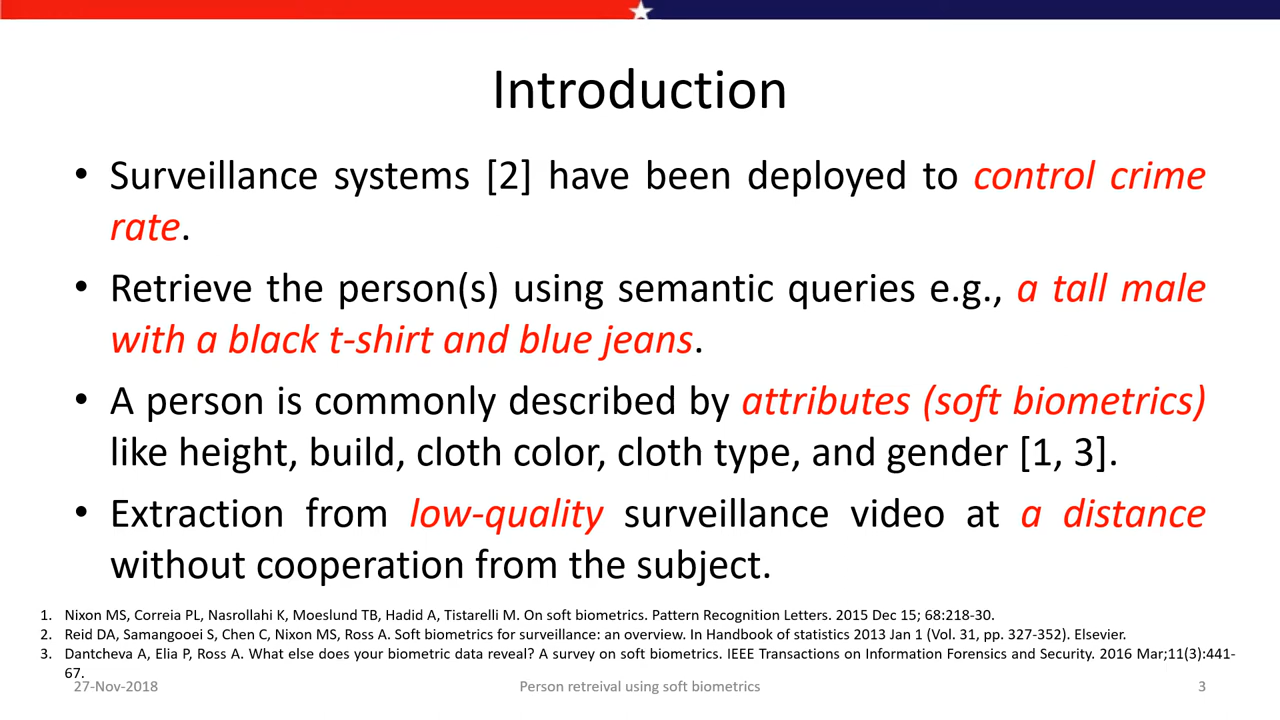 Introduction
• Surveillance systems [2] have been deployed to control crime
rate.
• Retrieve the person(s) using semantic queries e.g., a tall male
with a black t-shirt and blue jeans.
• A person is commonly described by attributes (soft biometrics)
like height, build, cloth color, cloth type, and gender [1, 3].
• Extraction from low-quality surveillance video at a distance
without cooperation from the subject.
1. Nixon MS, Correia PL, Nasrollahi K, Moeslund TB, Hadid A, Tistarelli M. On soft biometrics. Pattern Recognition Letters. 2015 Dec 15; 68:218-30.
2. Reid DA, Samangooei S, Chen C, Nixon MS, Ross A. Soft biometrics for surveillance: an overview. In Handbook of statistics 2013 Jan 1 (Vol. 31, pp. 327-352). Elsevier.
3. Dantcheva A, Elia P, Ross A. What else does your biometric data reveal? A survey on soft biometrics. IEEE Transactions on Information Forensics and Security. 2016 Mar;11(3):441-
67.
27-Nov-2018 Person retreival using soft biometrics 3